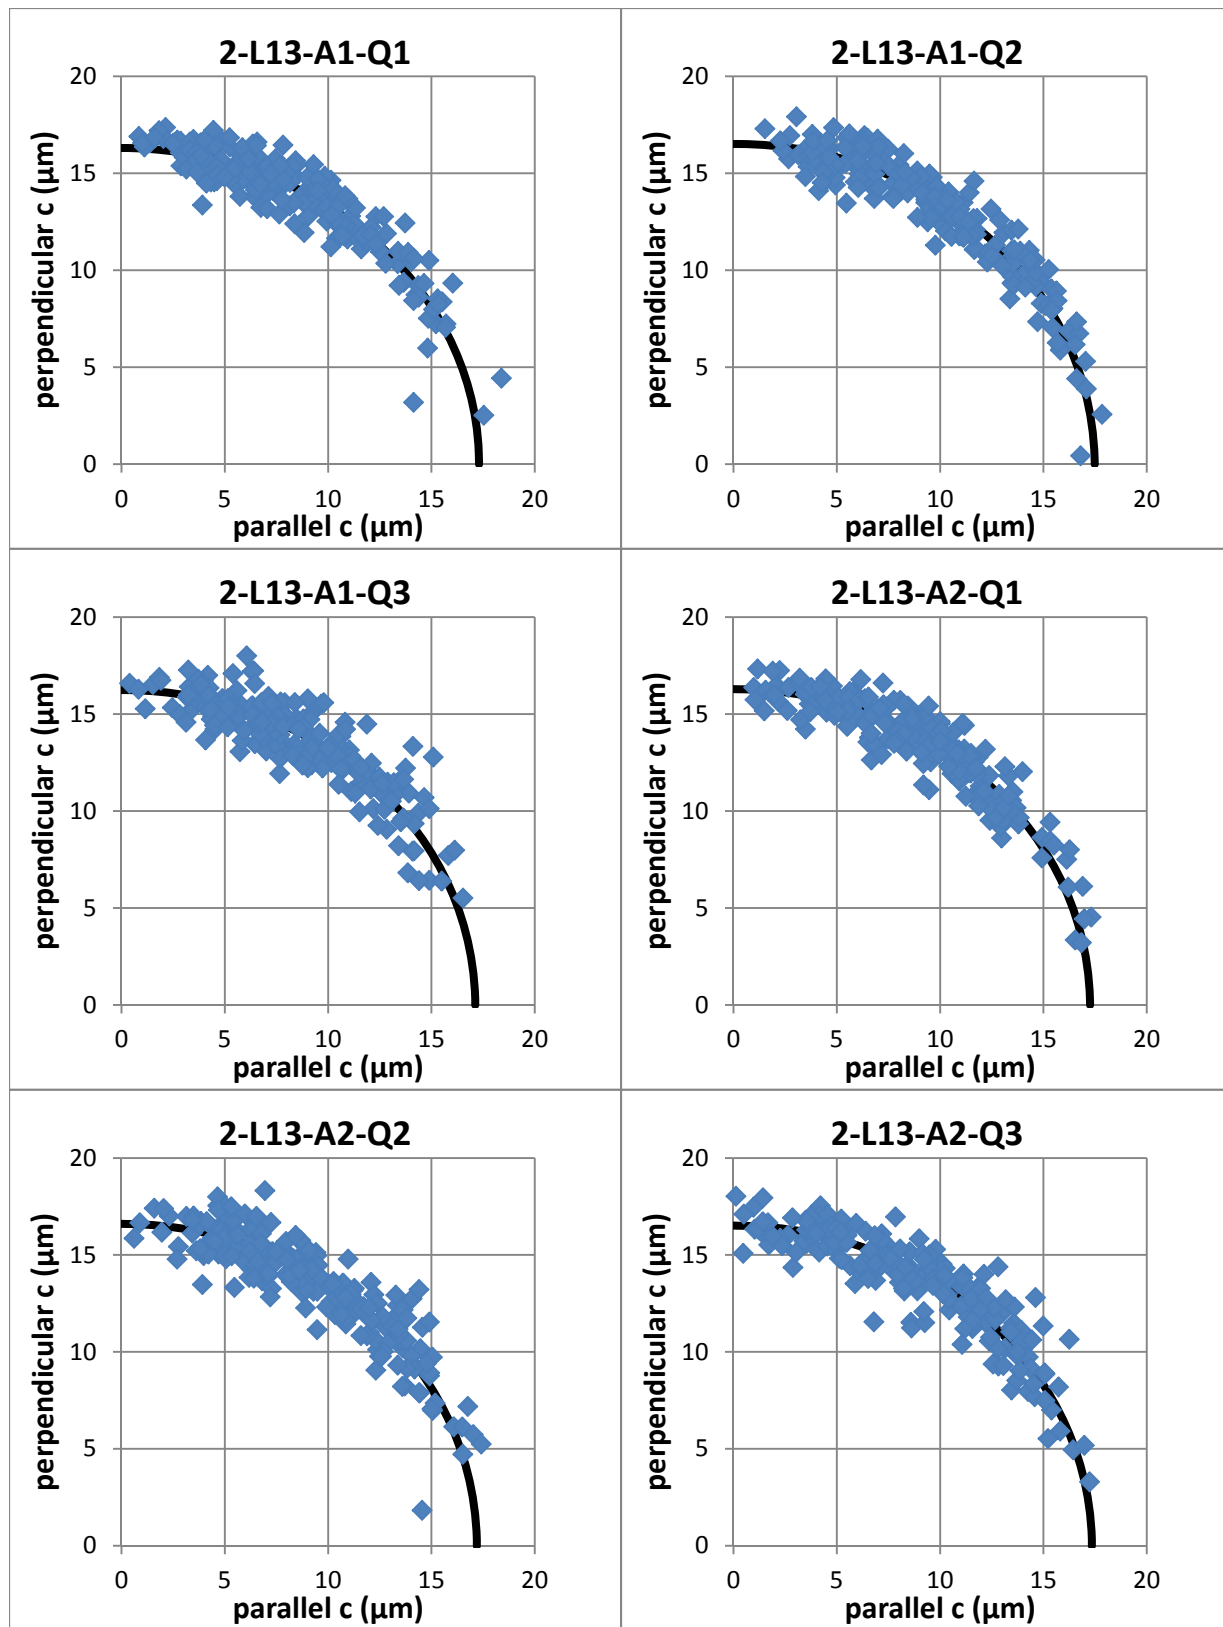 2-L13-A1-Q1
20
15
10
5
0
perpendicular c (µm)
0 5 10 15 20
parallel c (µm)
2-L13-A1-Q2
20
15
10
5
0
perpendicular c (µm)
0 5 10 15 20
parallel c (µm)
2-L13-A1-Q3
20
15
10
5
0
perpendicular c (µm)
0 5 10 15 20
parallel c (µm)
2-L13-A2-Q1
20
15
10
5
0
perpendicular c (µm)
0 5 10 15 20
parallel c (µm)
2-L13-A2-Q2
20
15
10
5
0
perpendicular c (µm)
0 5 10 15 20
parallel c (µm)
2-L13-A2-Q3
20
15
10
5
0
perpendicular c (µm)
0 5 10 15 20
parallel c (µm)